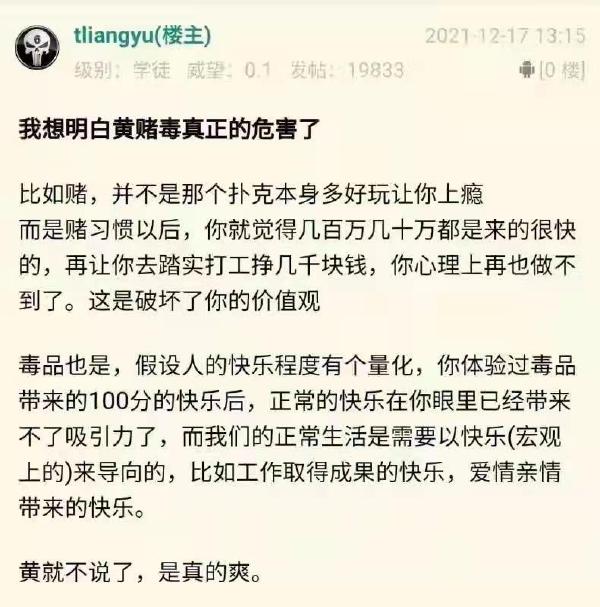 tliangyu(楼主)
2021-12-17 13:15
级别：学徒 威望：0.1 发帖：19833
[0 楼]
我想明白黄赌毒真正的危害了
比如赌，并不是那个扑克本身多好玩让你上瘾
而是赌习惯以后，你就觉得几百万几十万都是来的很快
的，再让你去踏实打工挣几千块钱，你心理上再也做不
到了。这是破坏了你的价值观
毒品也是，假设人的快乐程度有个量化，你体验过毒品
带来的100分的快乐后，正常的快乐在你眼里已经带来
不了吸引力了，而我们的正常生活是需要以快乐(宏观
上的)来导向的，比如工作取得成果的快乐，爱情亲情
带来的快乐。
黄就不说了，是真的爽。